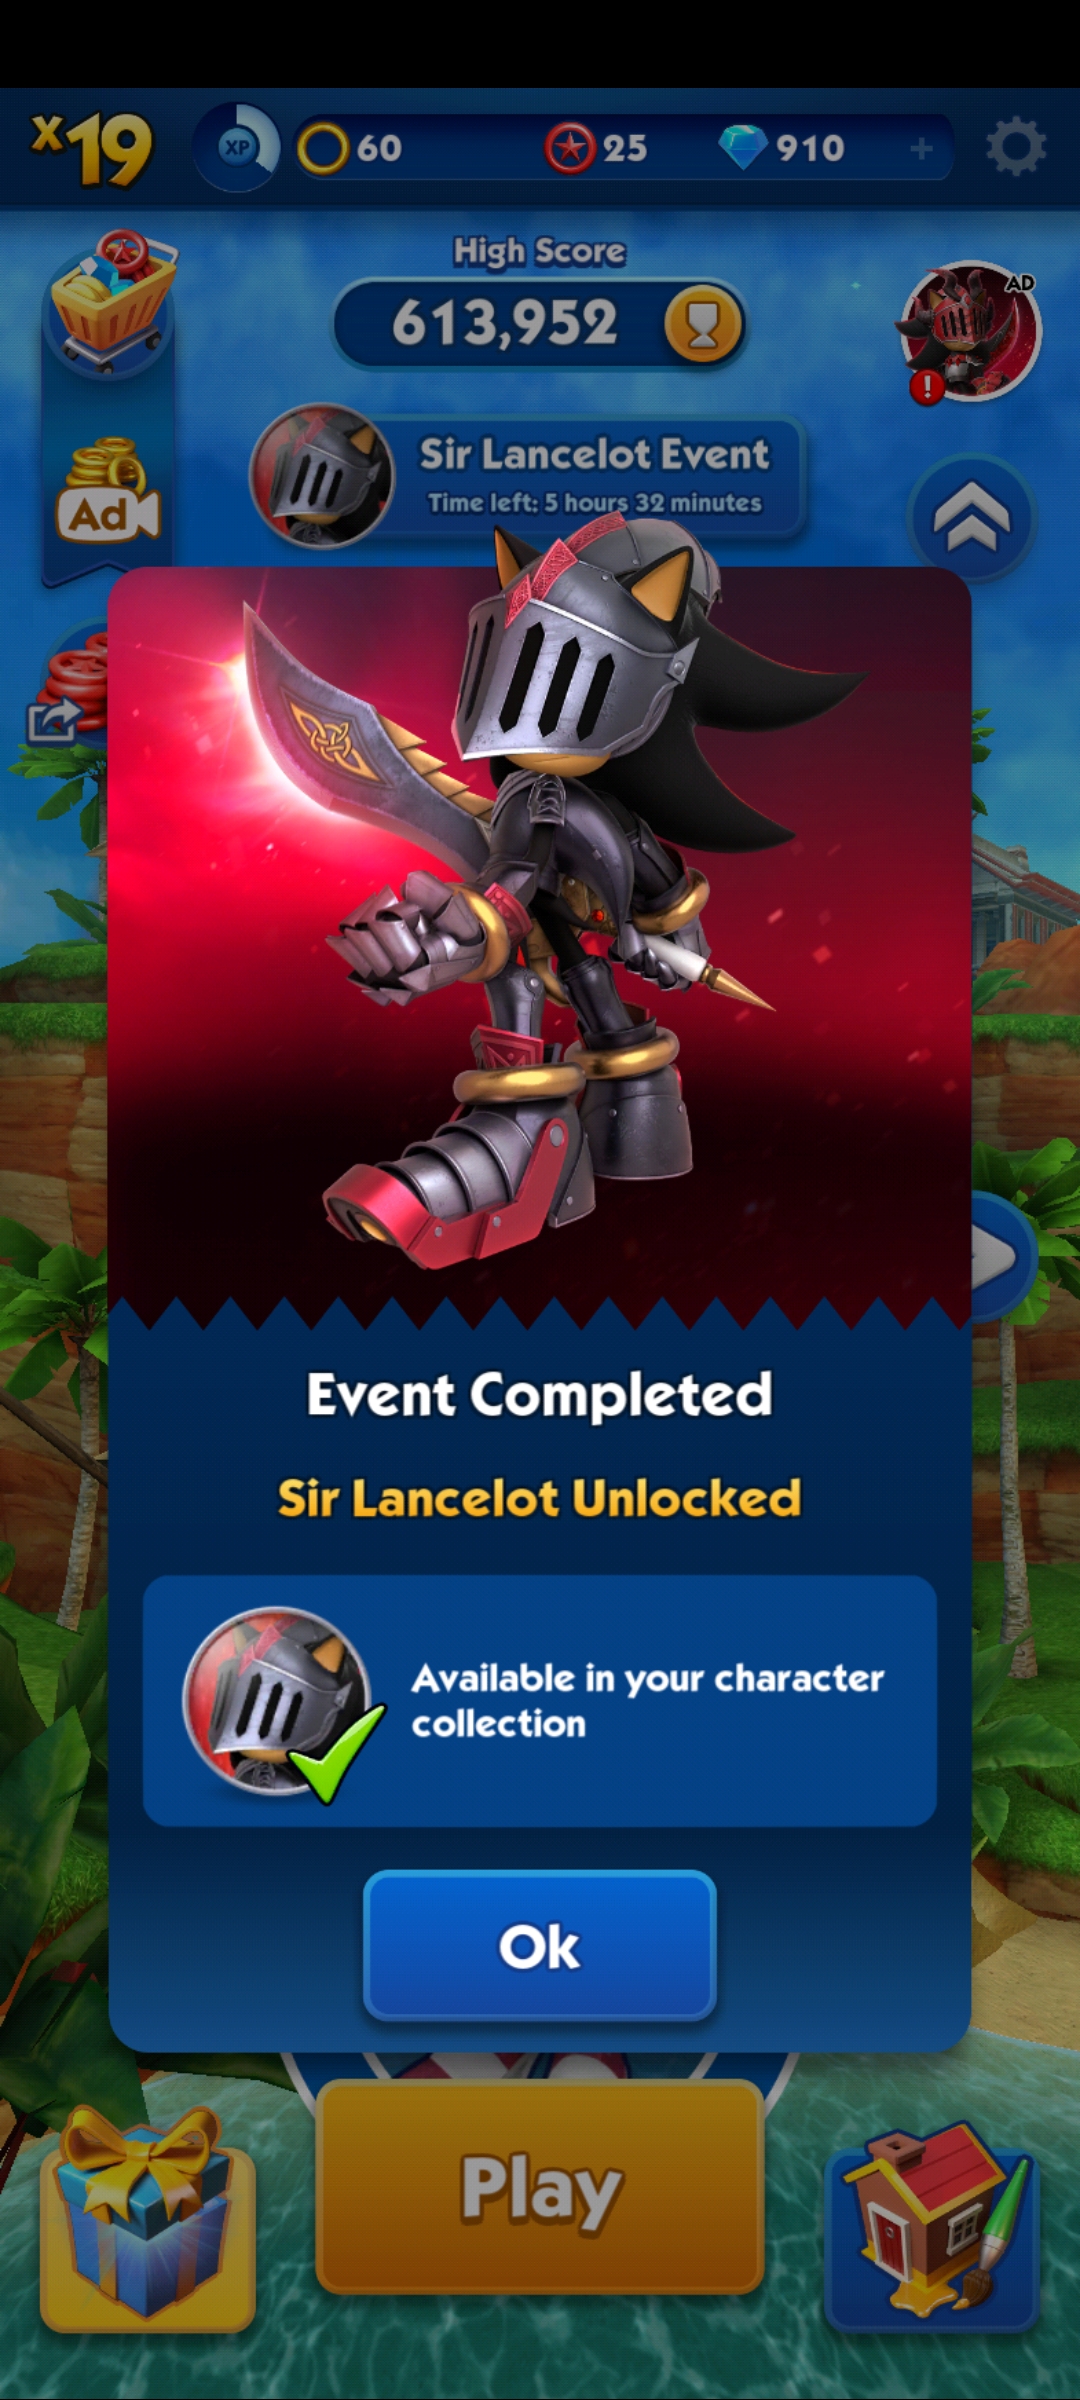 x19
XP
60
25
910
+
High Score
613,952
AD
!
Sir Lancelot Event
Time left: 5 hours 32 minutes
Ad
Event Completed
Sir Lancelot Unlocked
Available in your character
collection
Ok
Play